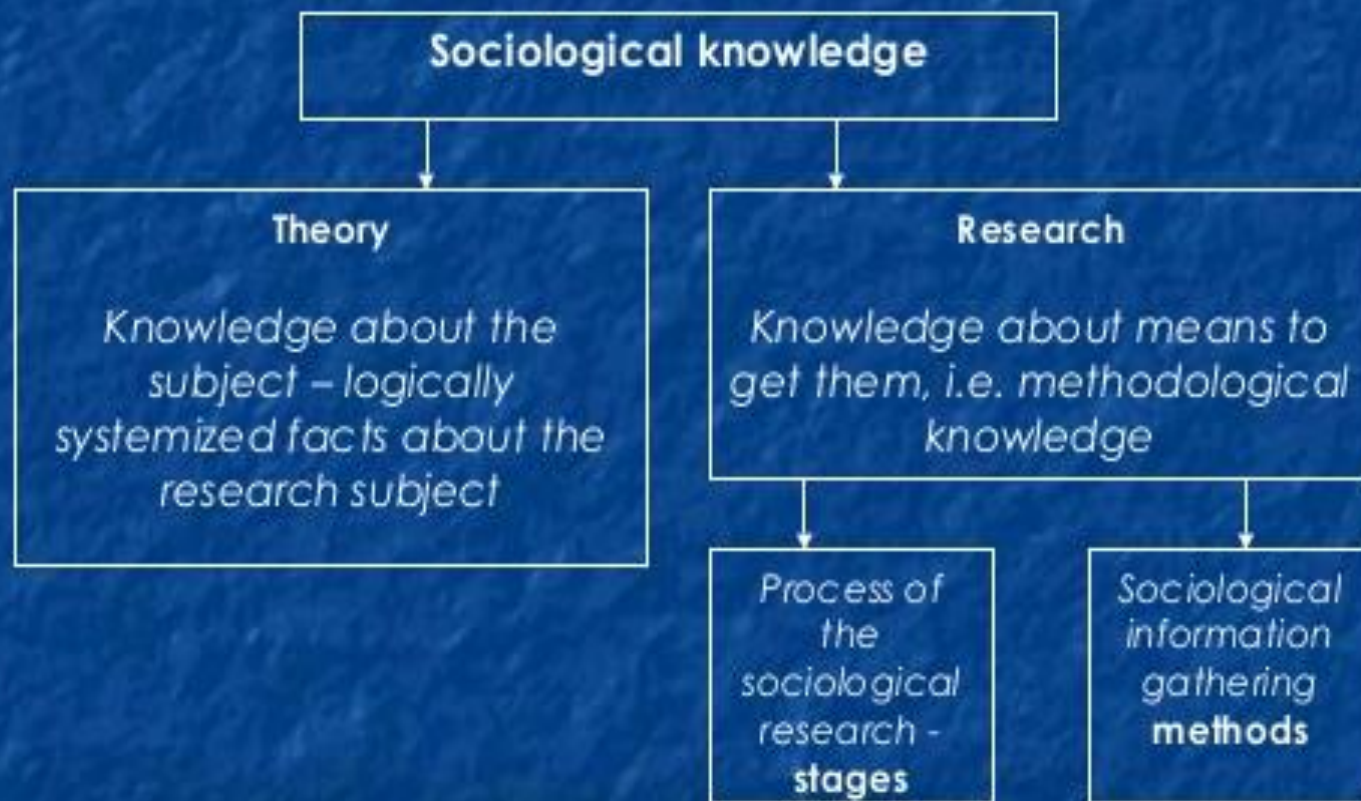 Sociological knowledge
Theory
Knowledge about the
subject – logically
systemized facts about the
research subject
Research
Knowledge about means to
get them, i.e. methodological
knowledge
Process of
the
sociological
research -
stages
Sociological
information
gathering
methods